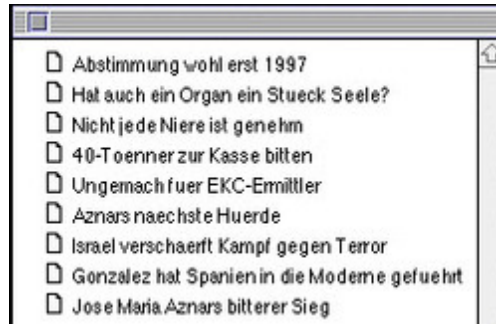 Abstimmung wohl erst 1997
Hat auch ein Organ ein Stueck Seele?
Nicht jede Niere ist genehm
40-Toenner zur Kasse bitten
Ungemach fuer EKC-Ermittler
Aznars naechste Huerde
Israel verschaerft Kampf gegen Terror
Gonzalez hat Spanien in die Moderne gefuehrt
Jose Maria Aznars bitterer Sieg